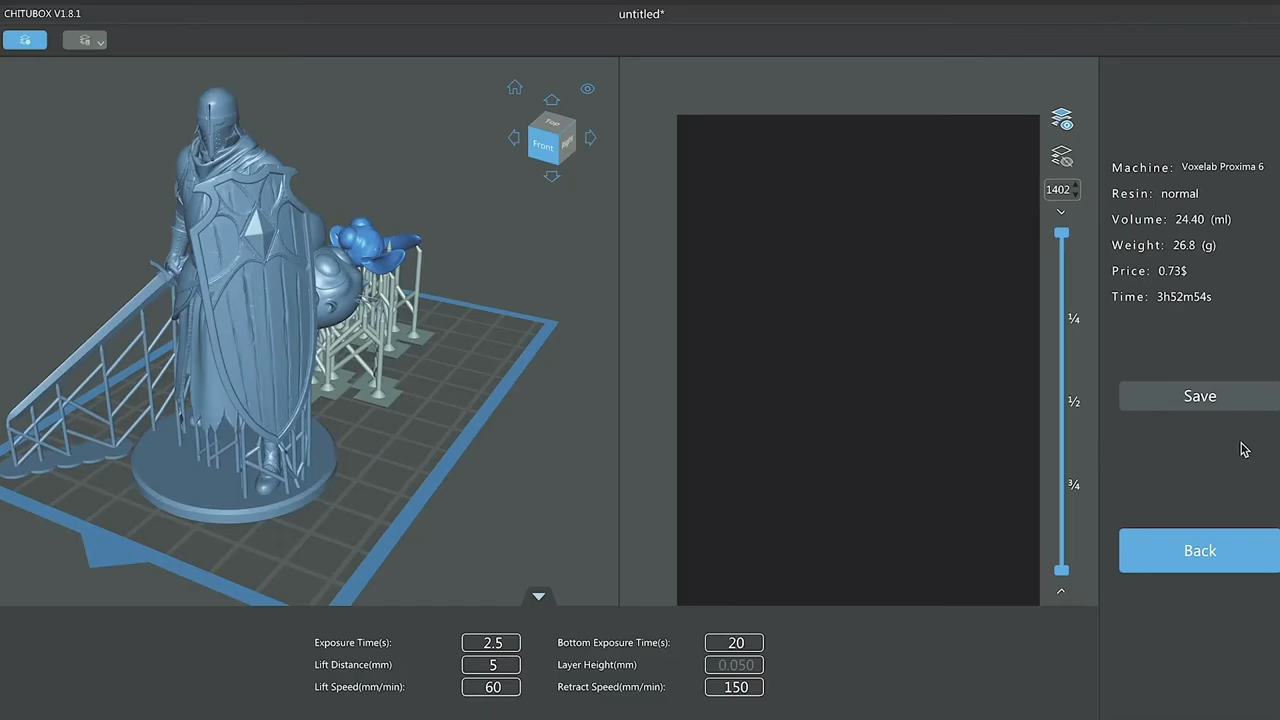 CHITUBOX V1.8.1
untitled*
Top
Front
Right
1402
¼
½
¾
Machine: Voxelab Proxima 6
Resin: normal
Volume: 24.40 (ml)
Weight: 26.8 (g)
Price: 0.73$
Time: 3h52m54s
Save
Back
Exposure Time(s): 2.5 Bottom Exposure Time(s): 20
Lift Distance(mm) 5 Layer Height(mm) 0.050
Lift Speed(mm/min): 60 Retract Speed(mm/min): 150